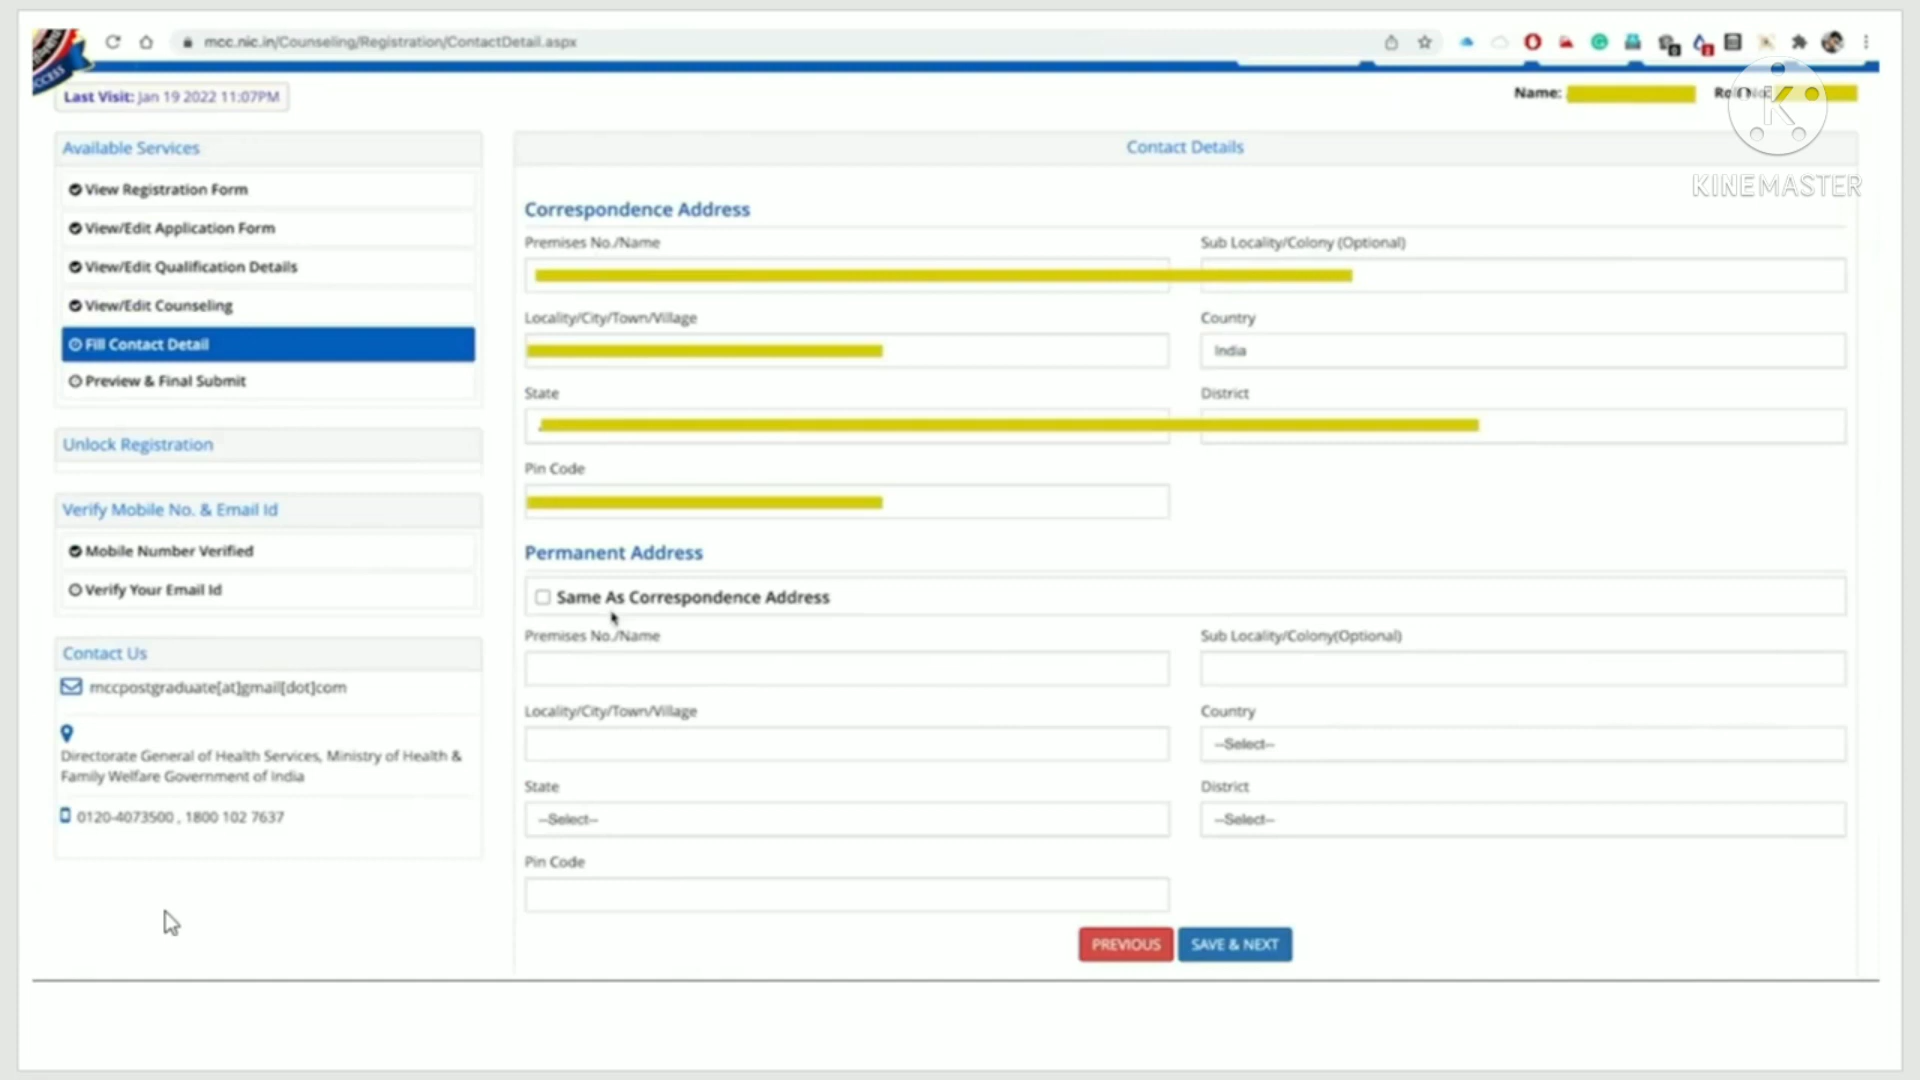 mcc.nic.in/Counseling/Registration/ContactDetail.aspx
CCESS
Last Visit: Jan 19 2022 11:07PM
Name:
KINEMASTER
Available Services
View Registration Form
View/Edit Application Form
View/Edit Qualification Details
View/Edit Counseling
Fill Contact Detail
Preview & Final Submit
Unlock Registration
Verify Mobile No. & Email Id
Mobile Number Verified
Verify Your Email Id
Contact Us
mccpostgraduate[at]gmail[dot]com
Directorate General of Health Services, Ministry of Health &
Family Welfare Government of India
0120-4073500 , 1800 102 7637
Contact Details
Correspondence Address
Premises No./Name
Sub Locality/Colony (Optional)
Locality/City/Town/Village
Country
India
State
District
Pin Code
Permanent Address
Same As Correspondence Address
Premises No./Name
Sub Locality/Colony(Optional)
Locality/City/Town/Village
Country
--Select--
State
District
--Select--
--Select--
Pin Code
PREVIOUS
SAVE & NEXT